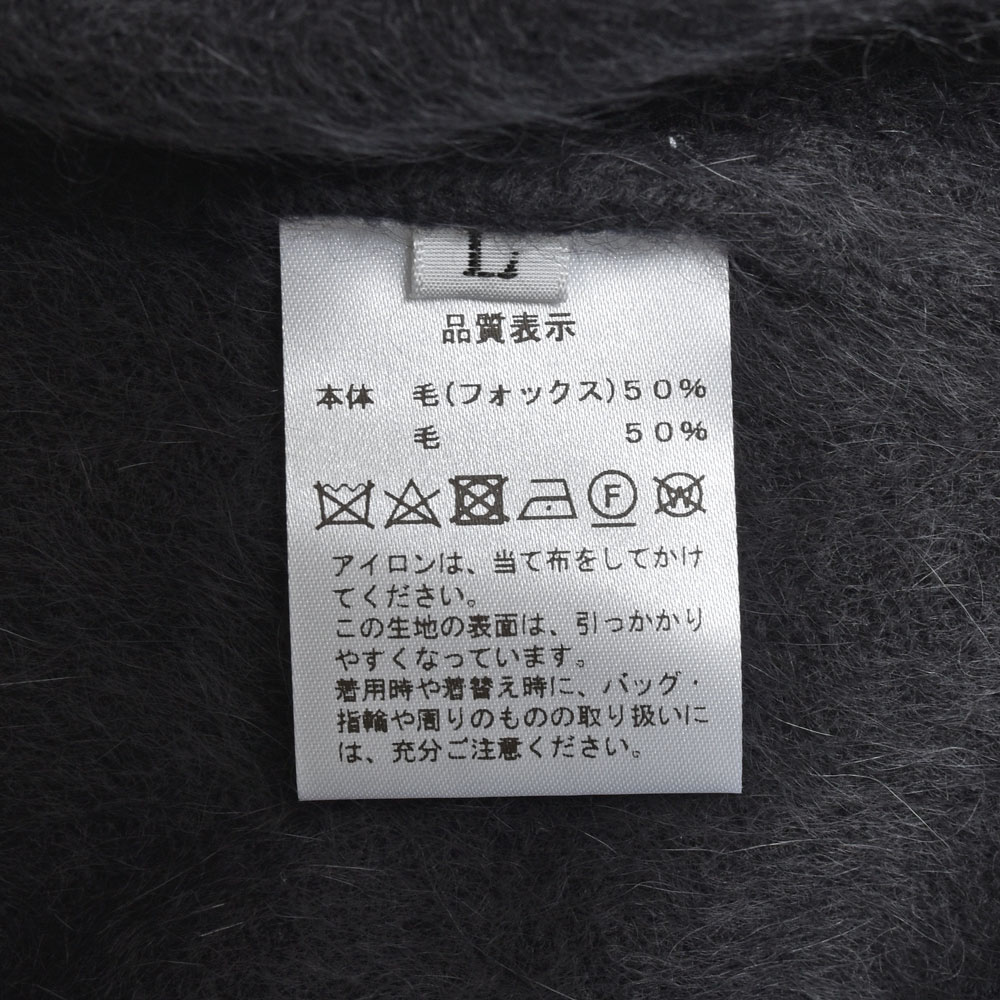 L
品質表示
本体 毛(フォックス)50%
毛 50%
F W
アイロンは、当て布をしてかけ
てください。
この生地の表面は、引っかかり
やすくなっています。
着用時や着替え時に、バッグ・
指輪や周りのものの取り扱いに
は、充分ご注意ください。